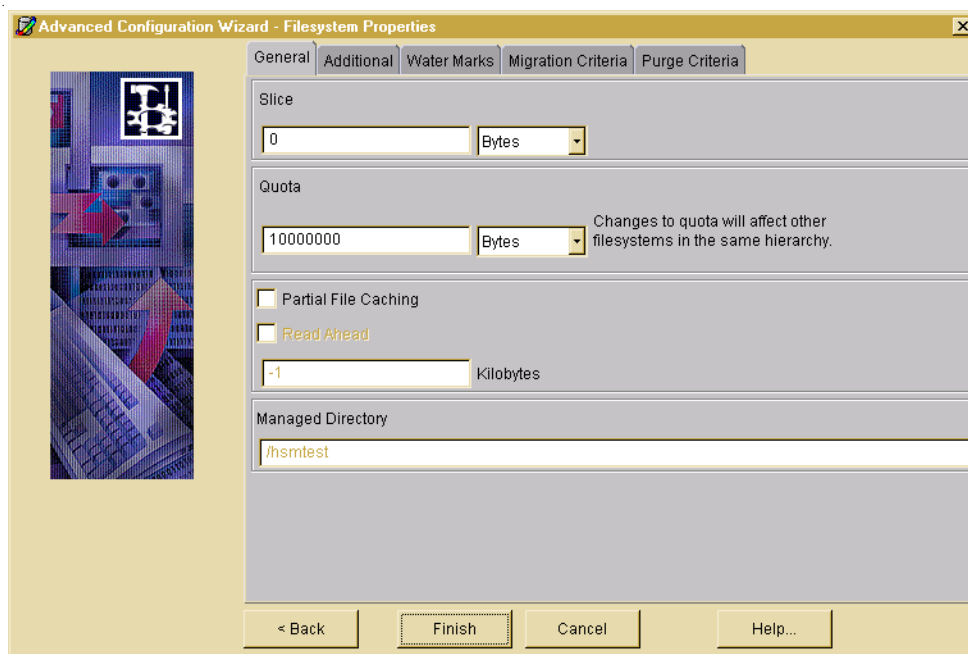 Advanced Configuration Wizard - Filesystem Properties
General Additional Water Marks Migration Criteria Purge Criteria
Slice
0 Bytes
Quota
10000000 Bytes
Changes to quota will affect other
filesystems in the same hierarchy.
Partial File Caching
Read Ahead
-1 Kilobytes
Managed Directory
/hsmtest
< Back Finish Cancel Help...